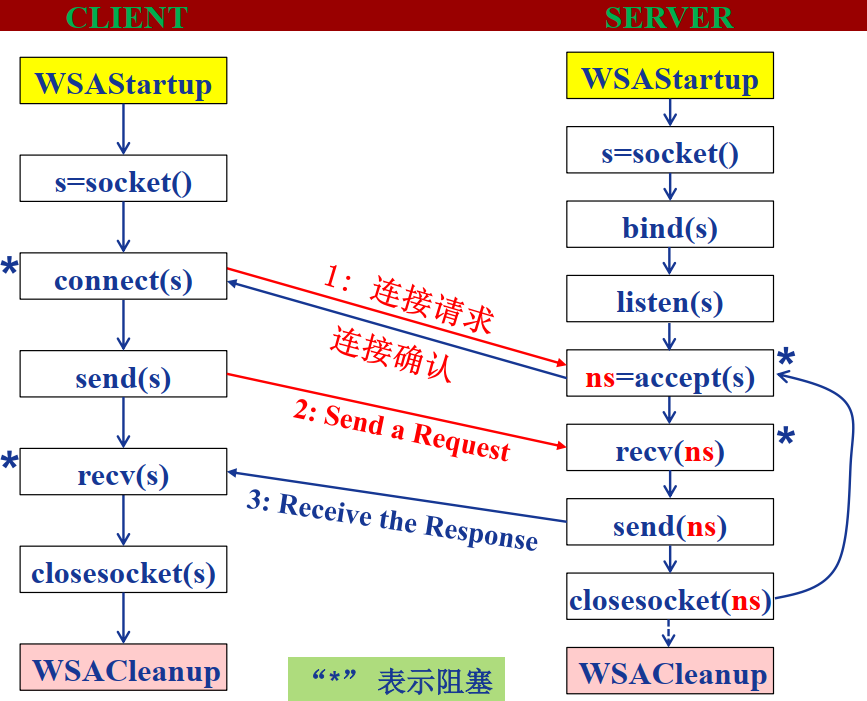 CLIENT
SERVER
WSAStartup
s=socket()
*
connect(s)
send(s)
*
recv(s)
closesocket(s)
WSACleanup
1：连接请求
连接确认
2: Send a Request
3: Receive the Response
WSAStartup
s=socket()
bind(s)
listen(s)
ns=accept(s)
*
recv(ns)
*
send(ns)
closesocket(ns)
WSACleanup
“*” 表示阻塞